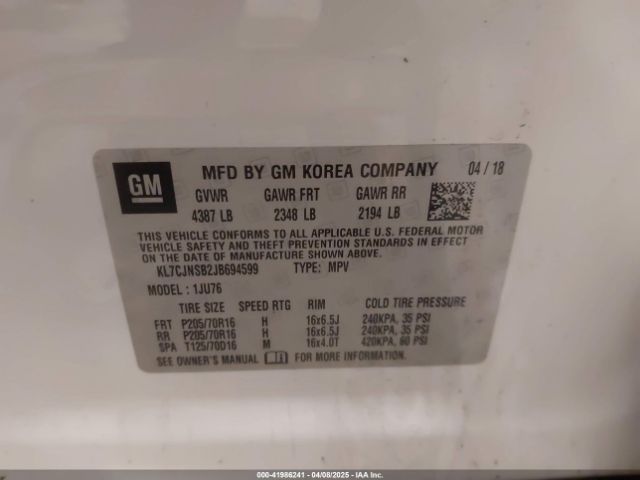 GM
MFD BY GM KOREA COMPANY 04 / 18
GVWR GAWR FRT GAWR RR
4387 LB 2348 LB 2194 LB
THIS VEHICLE CONFORMS TO ALL APPLICABLE U.S. FEDERAL MOTOR
VEHICLE SAFETY AND THEFT PREVENTION STANDARDS IN EFFECT
ON THE DATE OF MANUFACTURE SHOWN ABOVE.
KL7CJNSB2JB694599 TYPE: MPV
MODEL : 1JU76
TIRE SIZE SPEED RTG RIM COLD TIRE PRESSURE
FRT P205/70R16 H 16x6.5J 240KPA, 35 PSI
RR P205/70R16 H 16x6.5J 240KPA, 35 PSI
SPA T125/70D16 M 16x4.0T 420KPA, 60 PSI
SEE OWNER'S MANUAL FOR MORE INFORMATION.
000-41986241 - 04/08/2025 - IAA Inc.